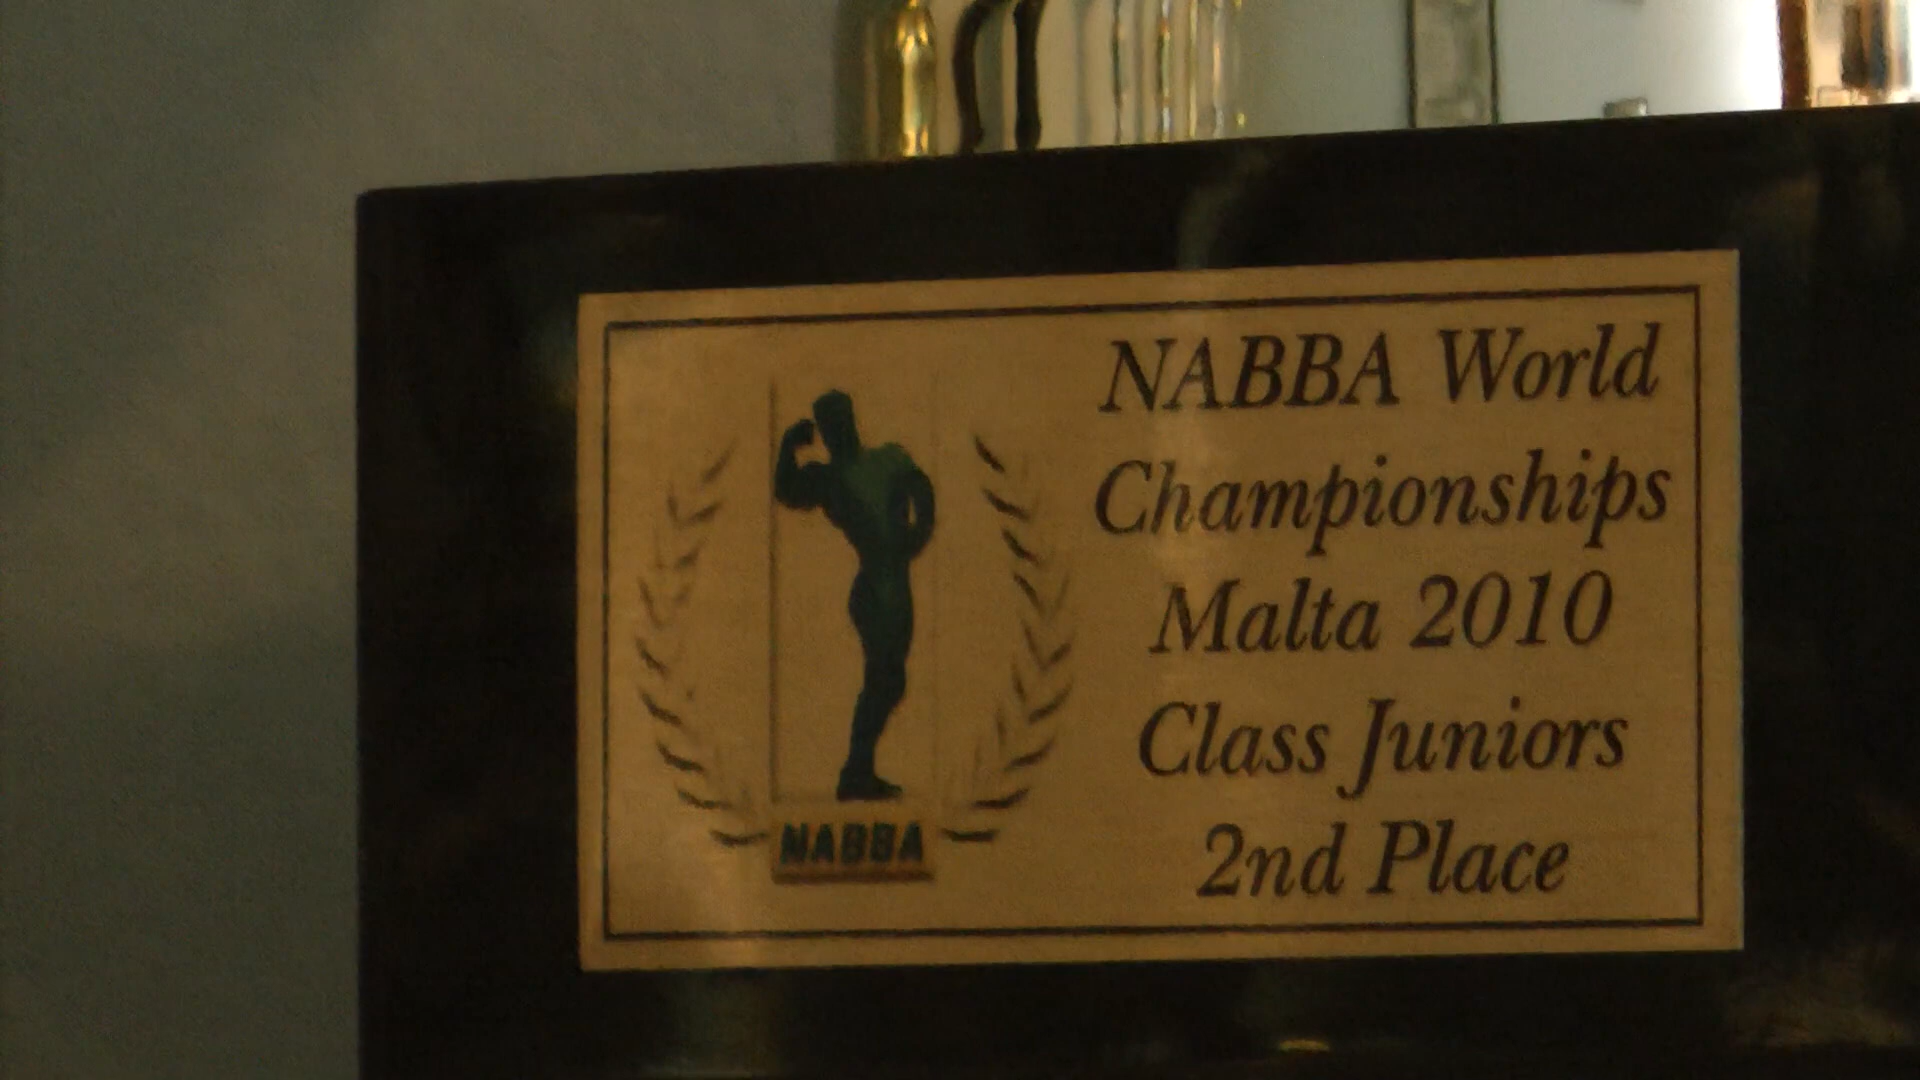 NABBA World
Championships
Malta 2010
Class Juniors
2nd Place
NABBA